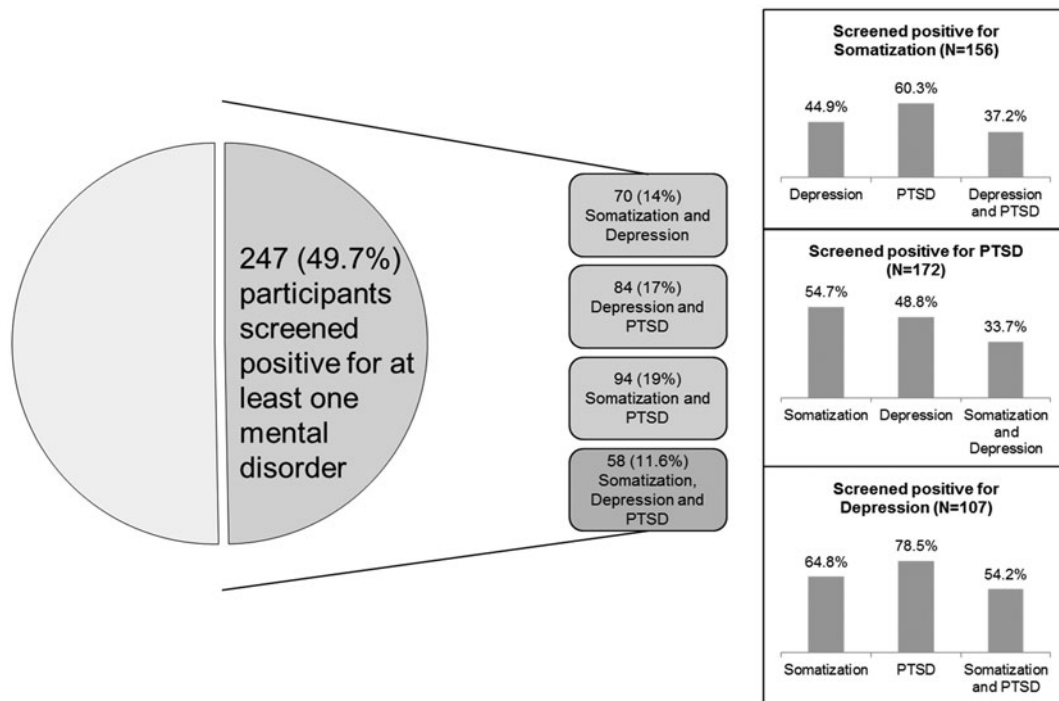 247 (49.7%)
participants
screened
positive for at
least one
mental
disorder
70 (14%)
Somatization and
Depression
84 (17%)
Depression and
PTSD
94 (19%)
Somatization and
PTSD
58 (11.6%)
Somatization,
Depression and
PTSD
Screened positive for
Somatization (N=156)
44.9%
60.3%
37.2%
Depression
PTSD
Depression
and PTSD
Screened positive for PTSD
(N=172)
54.7%
48.8%
33.7%
Somatization
Depression
Somatization
and
Depression
Screened positive for
Depression (N=107)
64.8%
78.5%
54.2%
Somatization
PTSD
Somatization
and PTSD